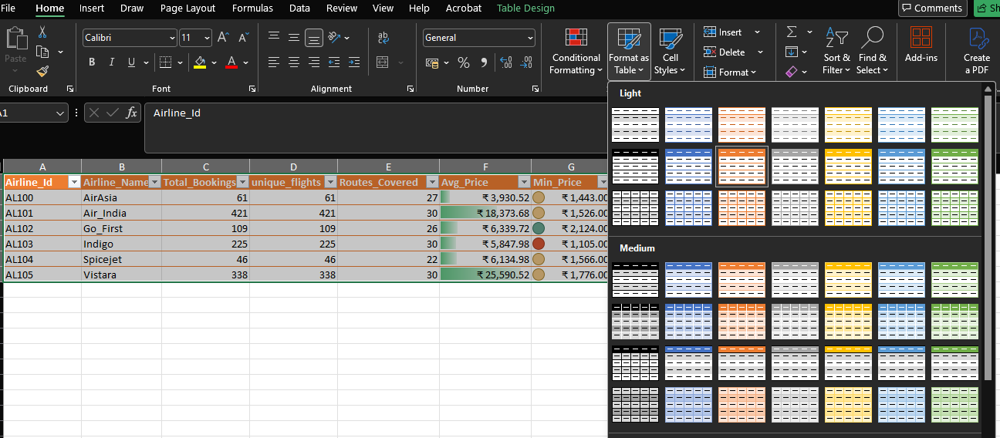 File Home Insert Draw Page Layout Formulas Data Review View Help Acrobat Table Design Comments Sh
Paste
Calibri 11 A A
B I U A
ab
General
% 9
Conditional Formatting
Format as Table
Cell Styles
Insert
Delete
Format
Sort & Filter
Find & Select
Add-ins
Create a PDF
Clipboard Font Alignment Number
A1 fx Airline_Id
Light
Medium
A B C D E F G
Airline_Id Airline_Name Total_Bookings unique_flights Routes_Covered Avg_Price Min_Price
AL100 AirAsia 61 61 27 ₹ 3,930.52 ₹ 1,443.00
AL101 Air_India 421 421 30 ₹ 18,373.68 ₹ 1,526.00
AL102 Go_First 109 109 26 ₹ 6,339.72 ₹ 2,124.00
AL103 Indigo 225 225 30 ₹ 5,847.98 ₹ 1,105.00
AL104 Spicejet 46 46 22 ₹ 6,134.98 ₹ 1,566.00
AL105 Vistara 338 338 30 ₹ 25,590.52 ₹ 1,776.00